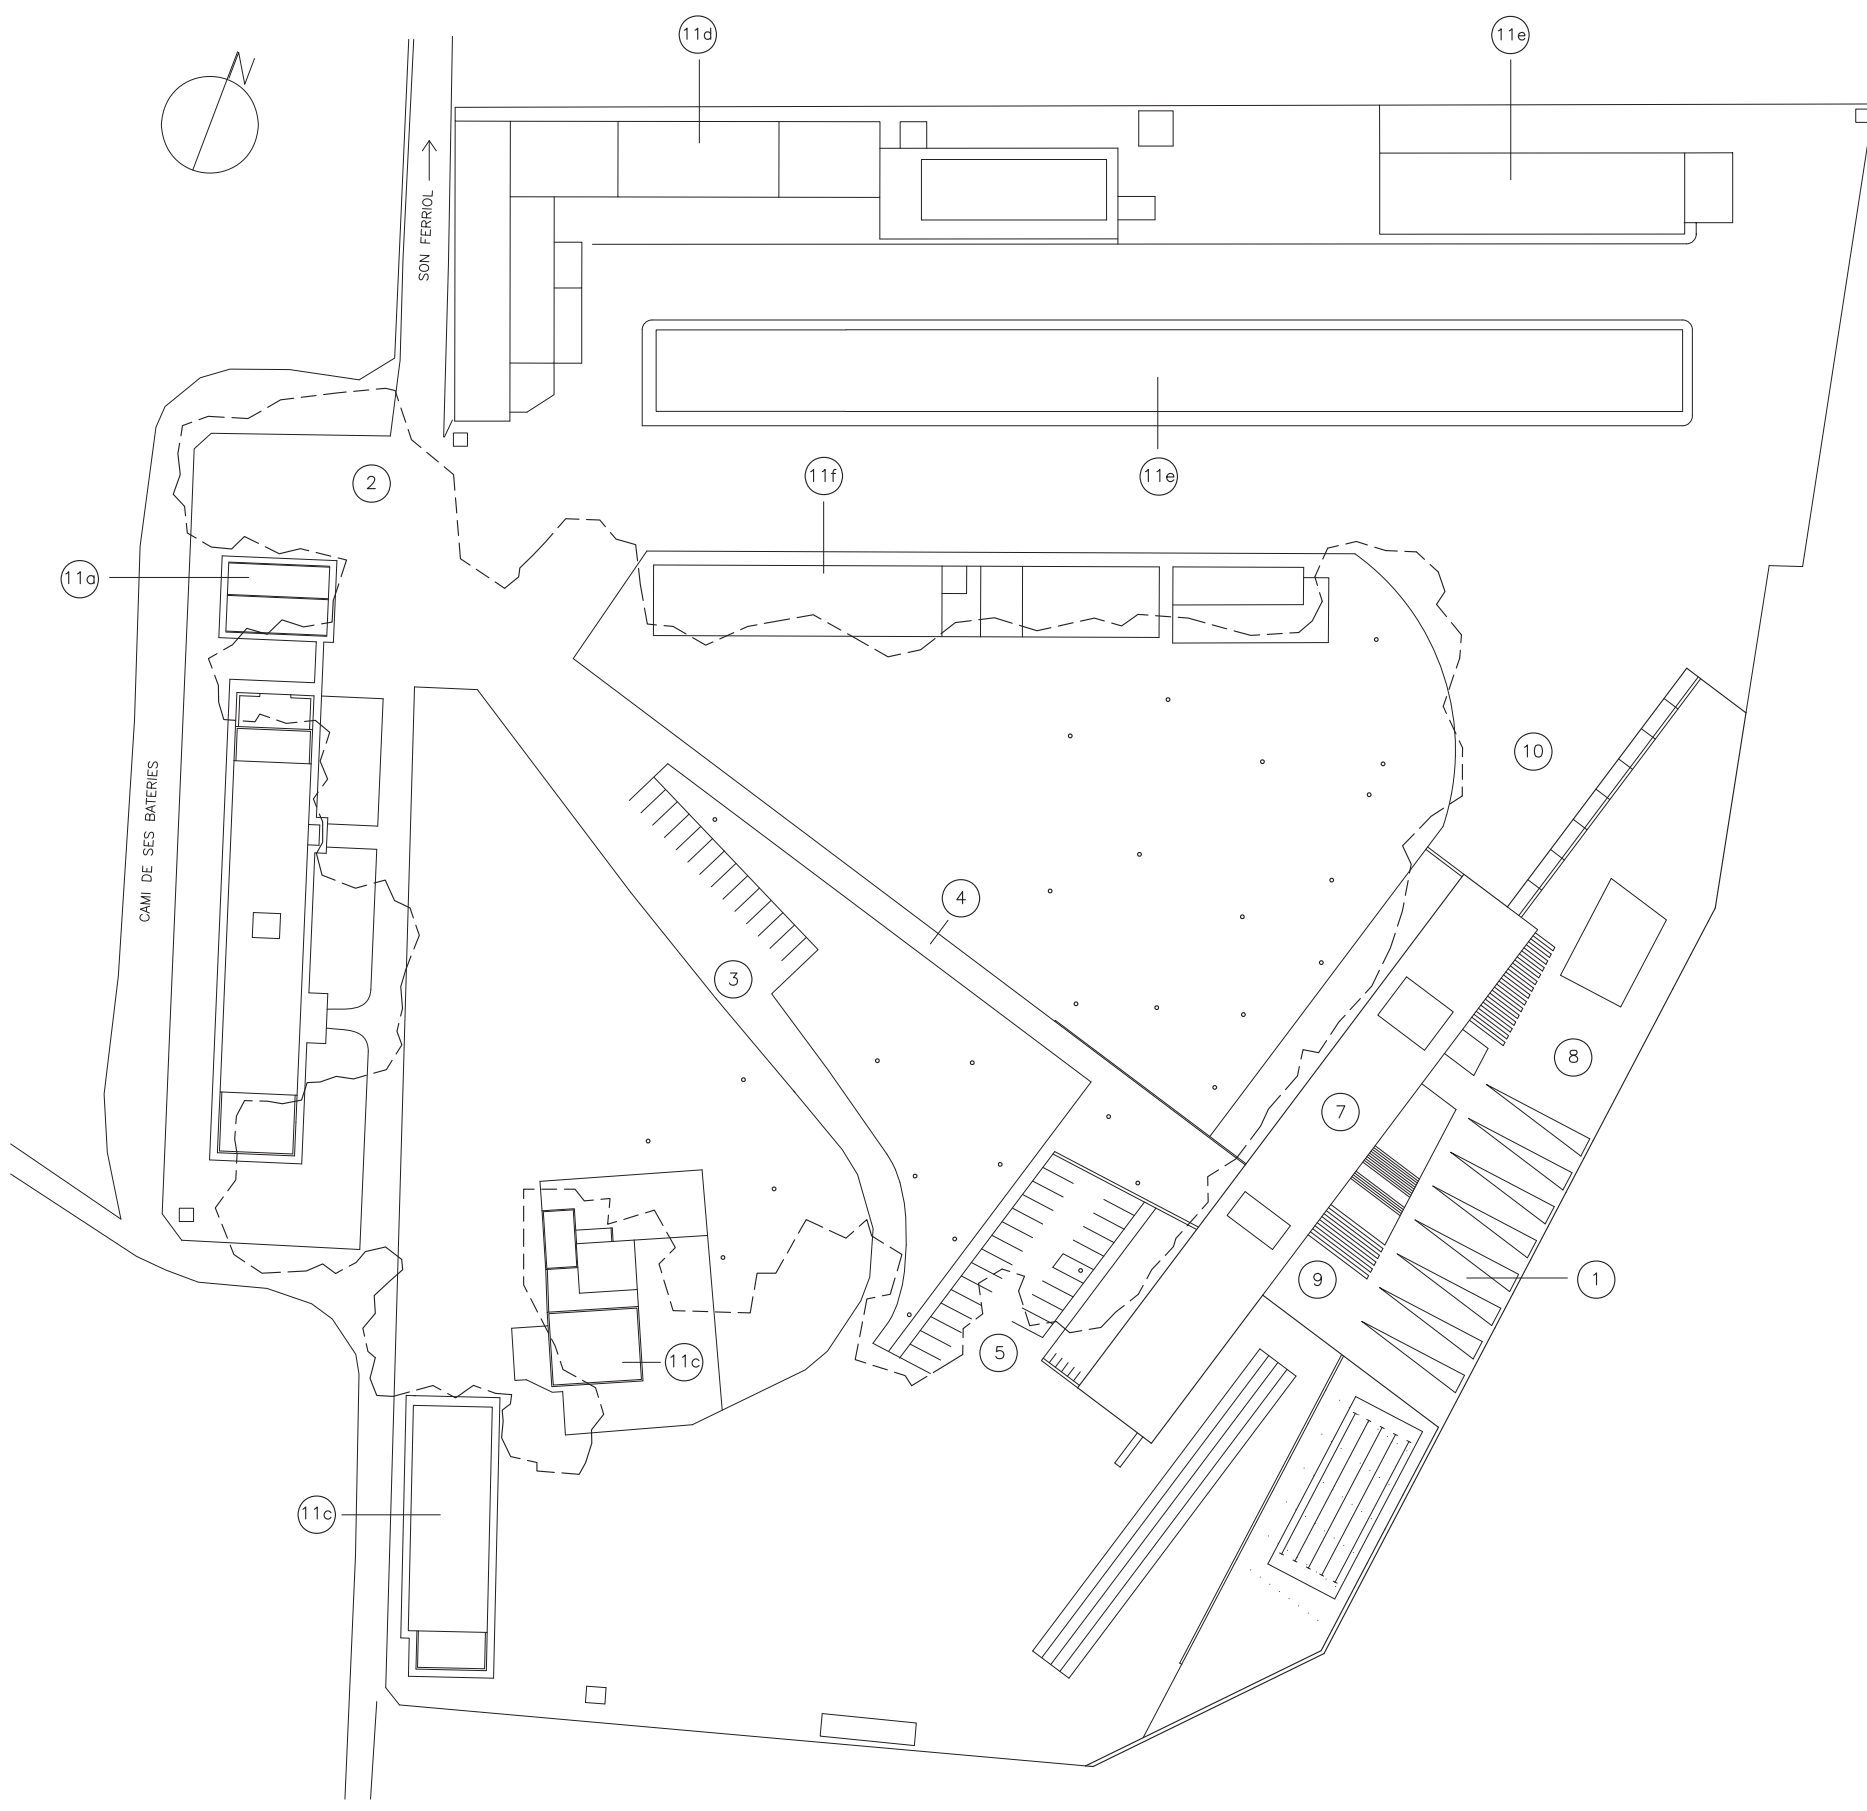 11d
11e
N
SON FERRIOL
11f
11e
2
11a
10
CAMI DE SES BATERIES
4
3
8
7
9
1
5
11c
11c